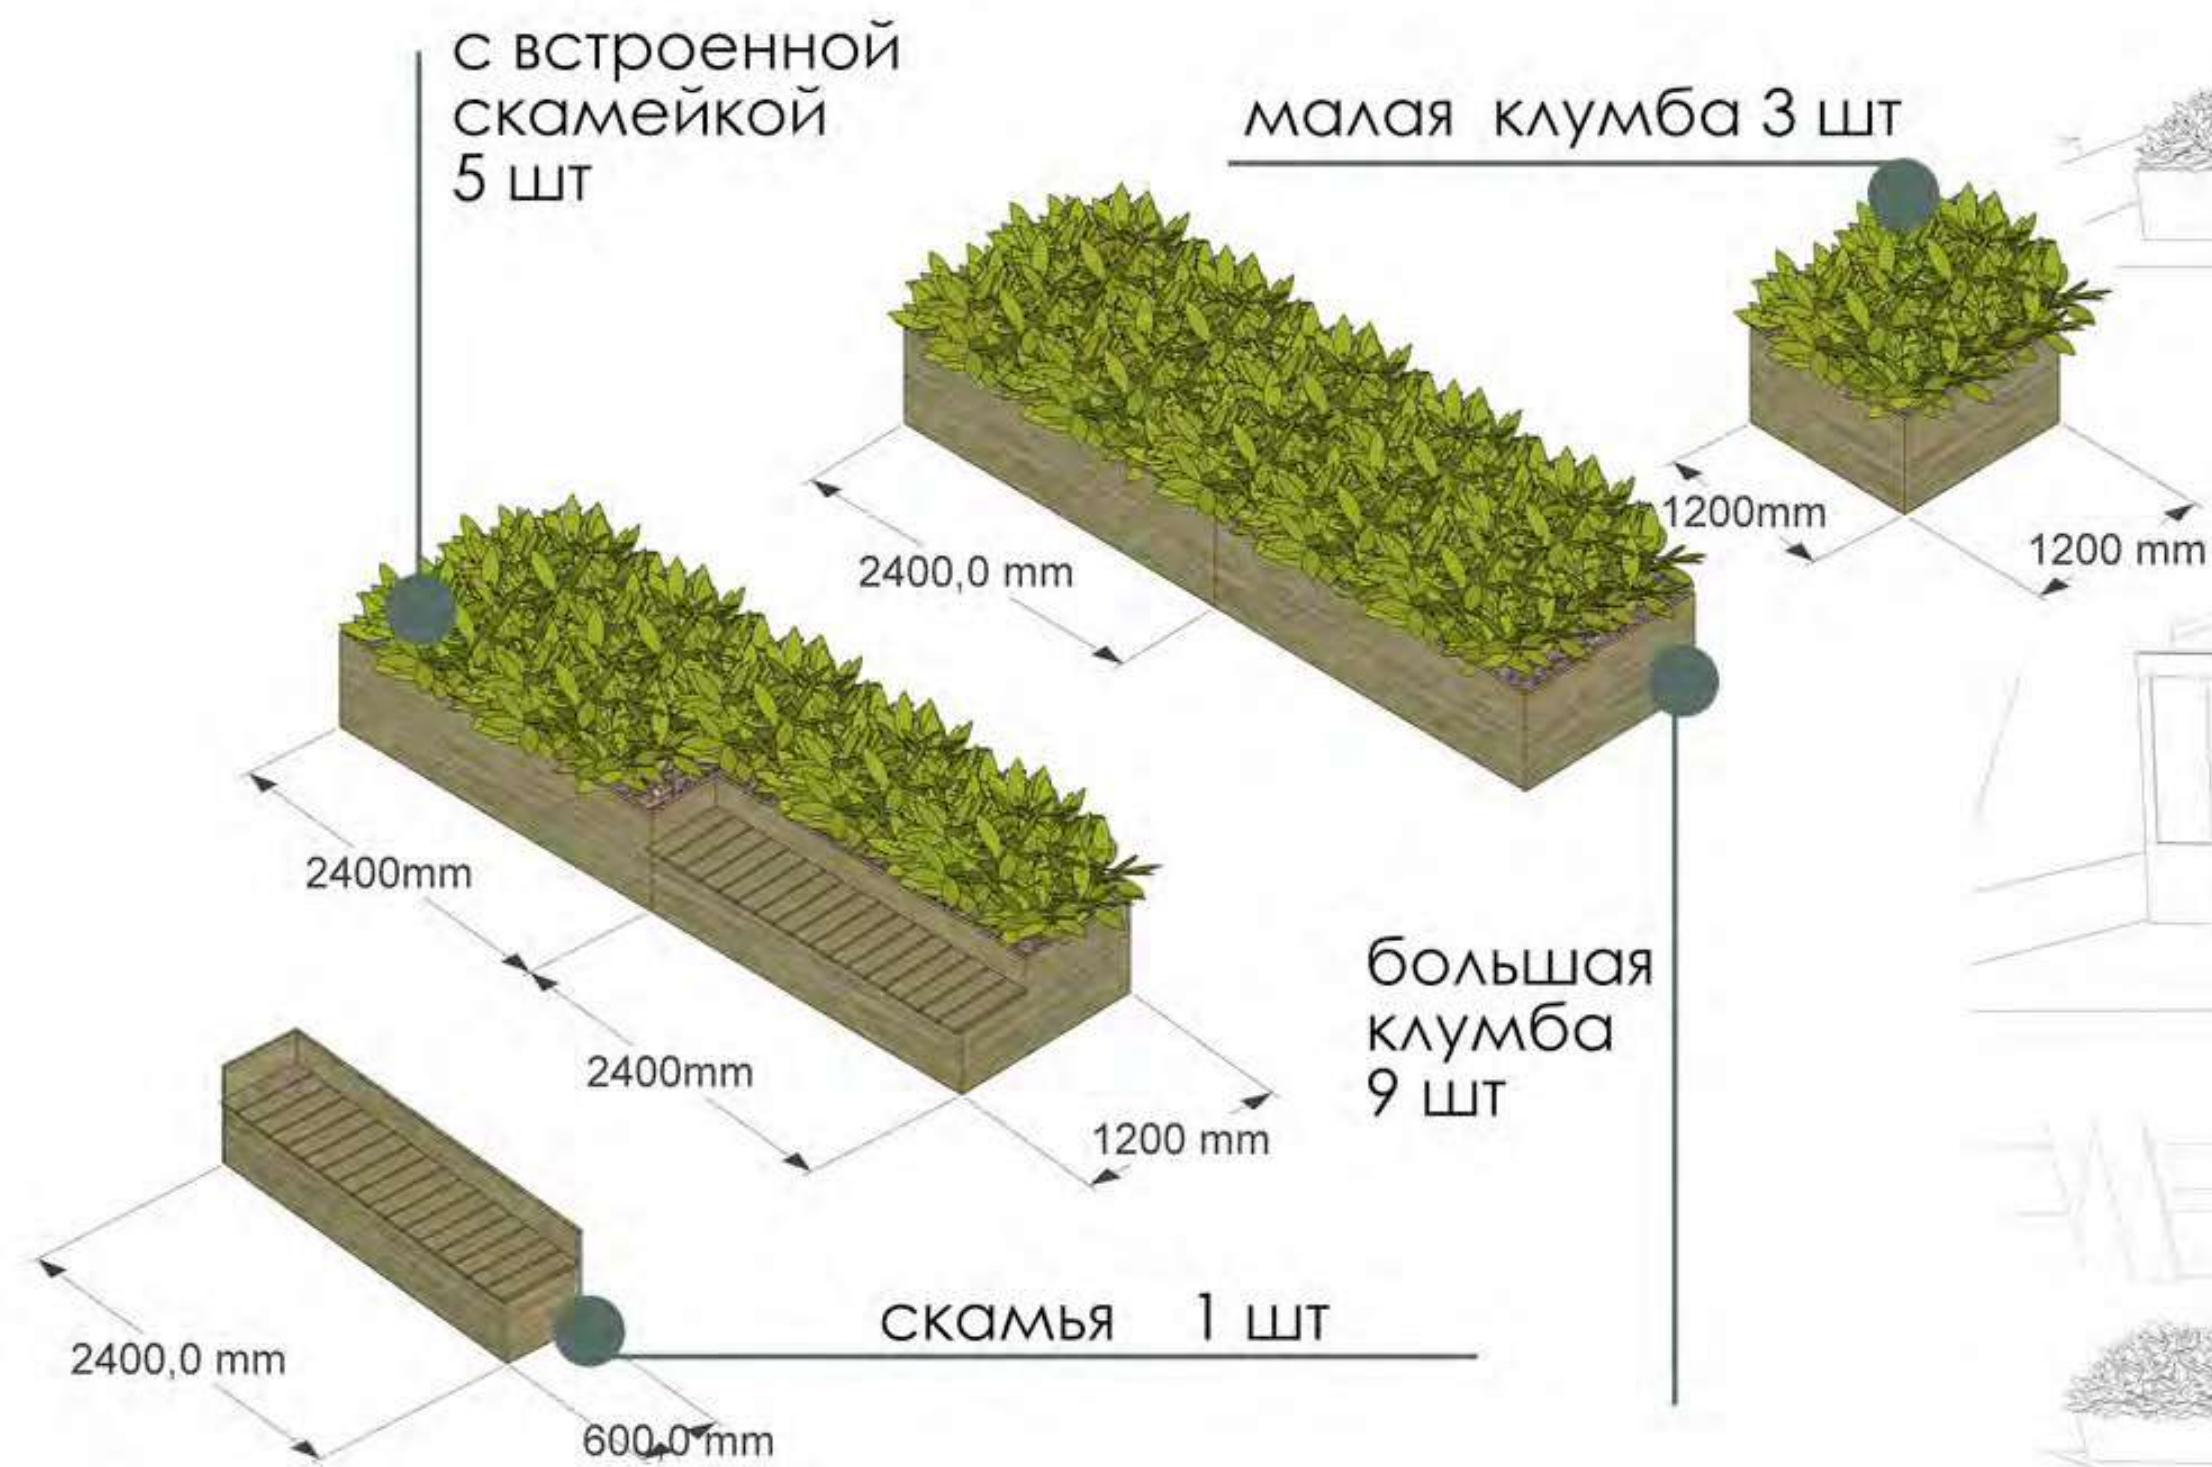 с встроенной
скамейкой
5 шт
малая клумба 3 шт
1200mm
1200 mm
2400,0 mm
2400mm
2400mm
1200 mm
большая
клумба
9 шт
скамья 1 шт
2400,0 mm
600,0 mm